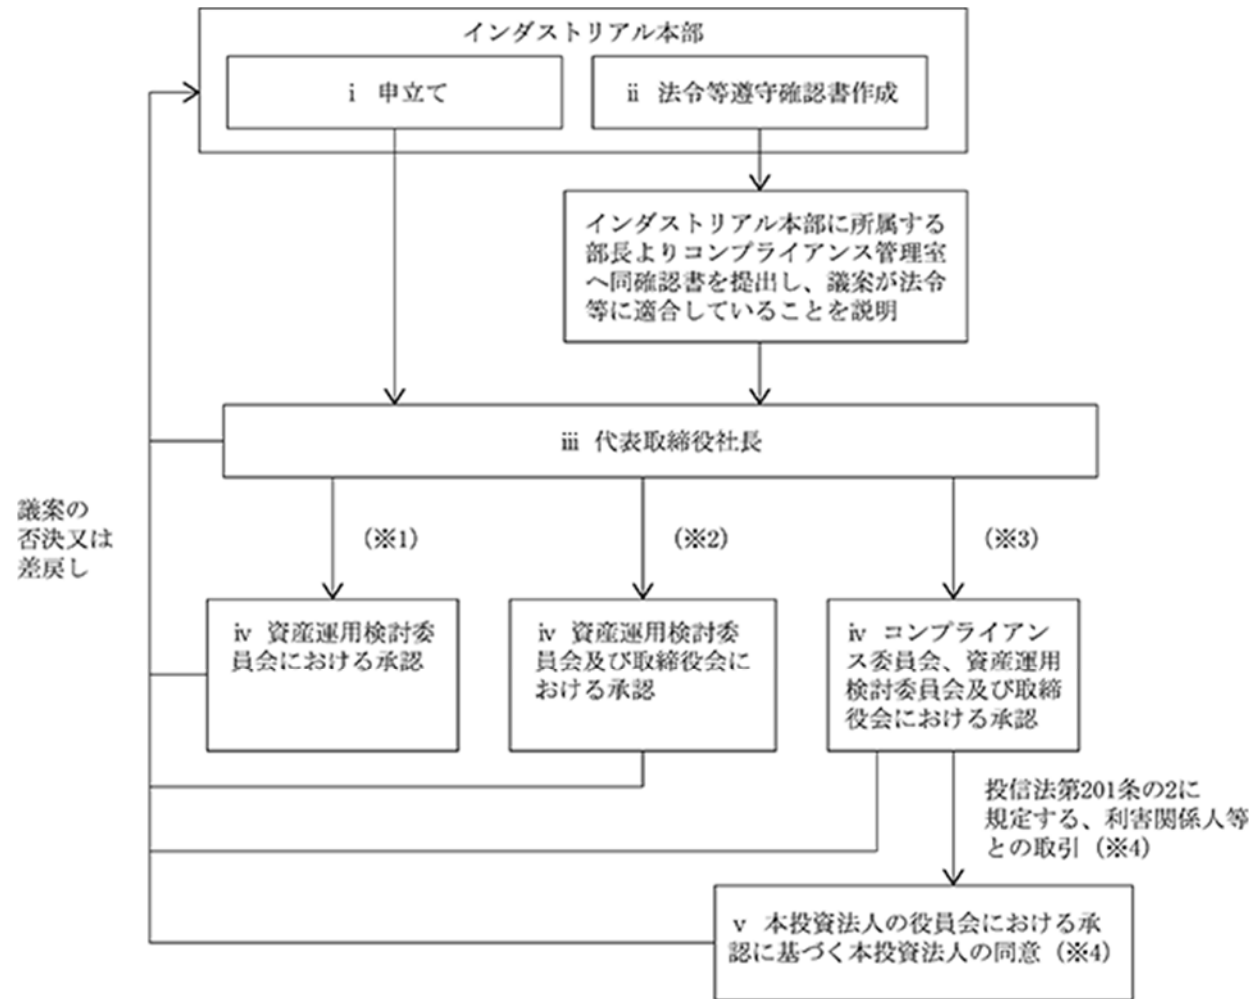 インダストリアル本部
ⅰ 申立て
ⅱ 法令等遵守確認書作成
インダストリアル本部に所属する
部長よりコンプライアンス管理室
へ同確認書を提出し、議案が法令
等に適合していることを説明
ⅲ 代表取締役社長
議案の
否決又は
差戻し
(※1)
(※2)
(※3)
ⅳ 資産運用検討委
員会における承認
ⅳ 資産運用検討委
員会及び取締役会に
おける承認
ⅳ コンプライアン
ス委員会、資産運用
検討委員会及び取締
役会における承認
投信法第201条の2に
規定する、利害関係人等
との取引(※4)
ⅴ 本投資法人の役員会における承
認に基づく本投資法人の同意(※4)